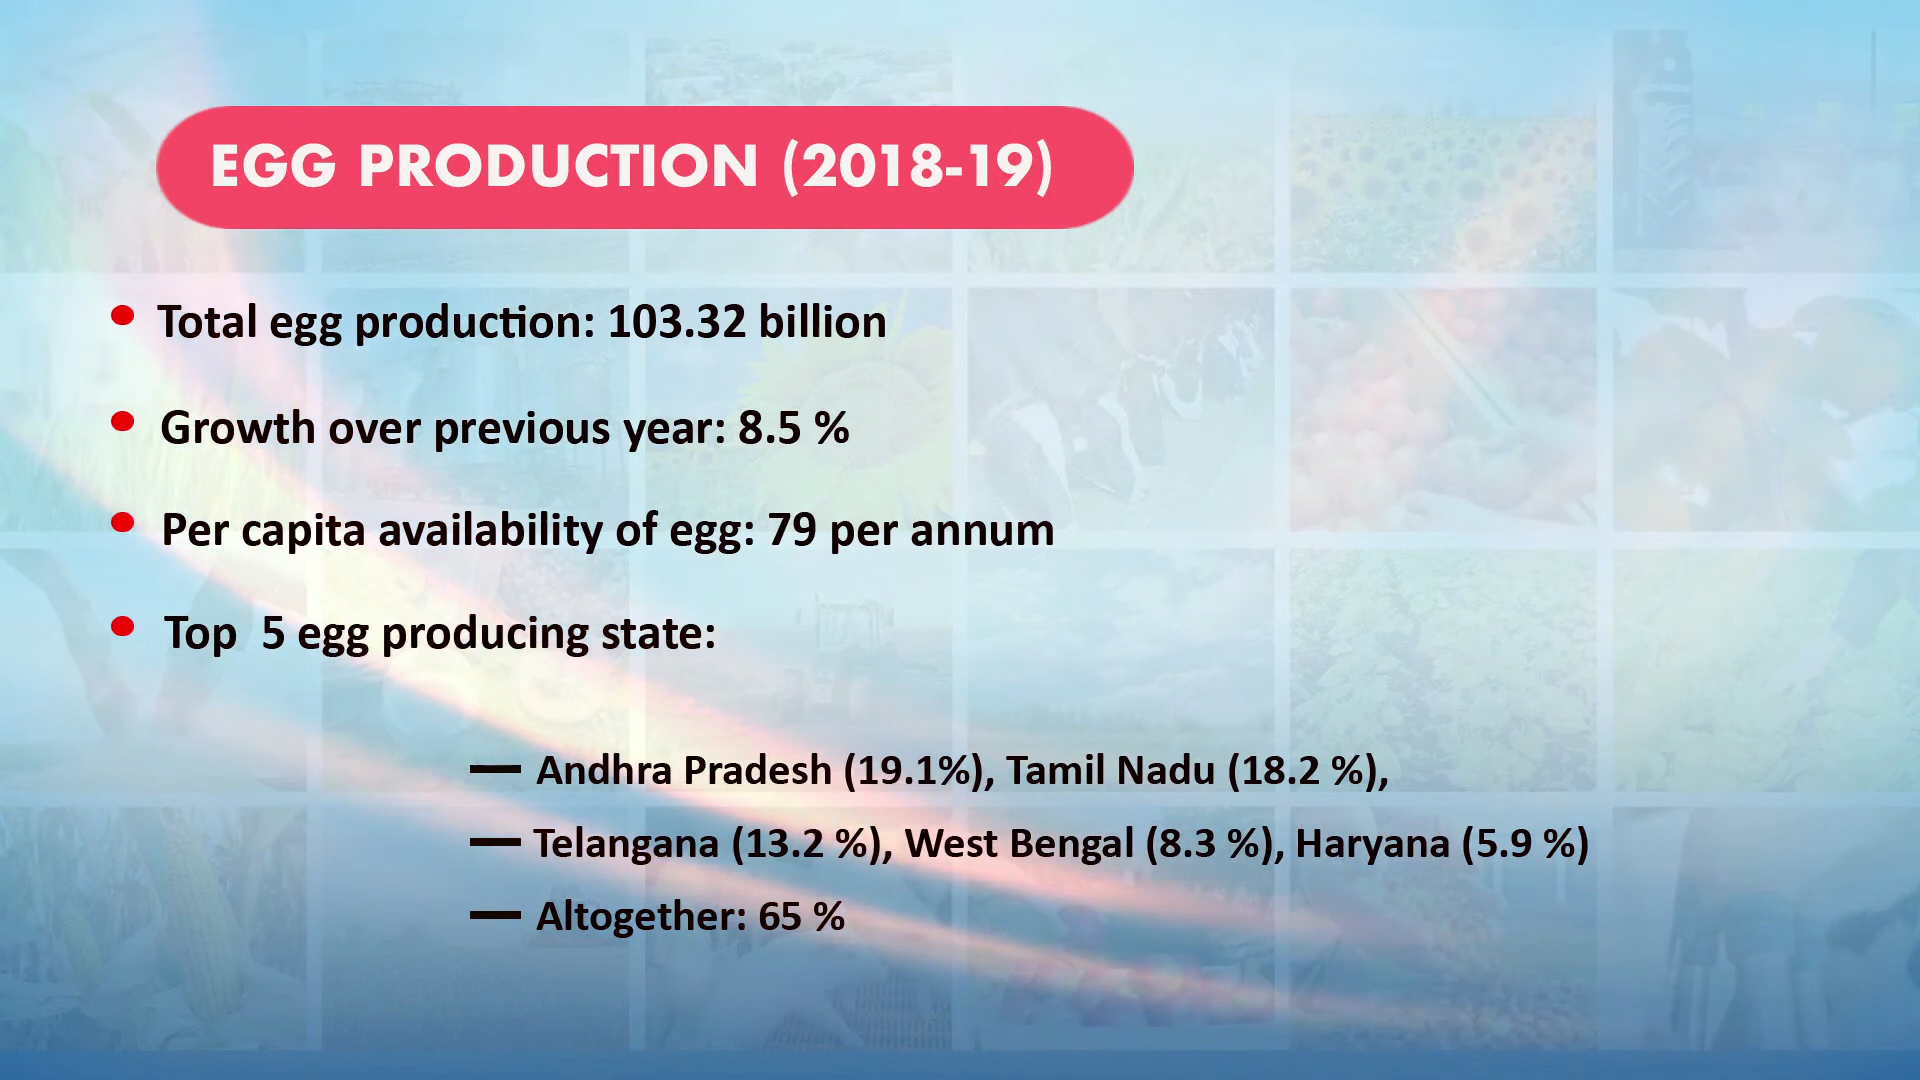 EGG PRODUCTION (2018-19)
• Total egg production: 103.32 billion
• Growth over previous year: 8.5 %
• Per capita availability of egg: 79 per annum
• Top  5 egg producing state:
— Andhra Pradesh (19.1%), Tamil Nadu (18.2 %),
— Telangana (13.2 %), West Bengal (8.3 %), Haryana (5.9 %)
— Altogether: 65 %